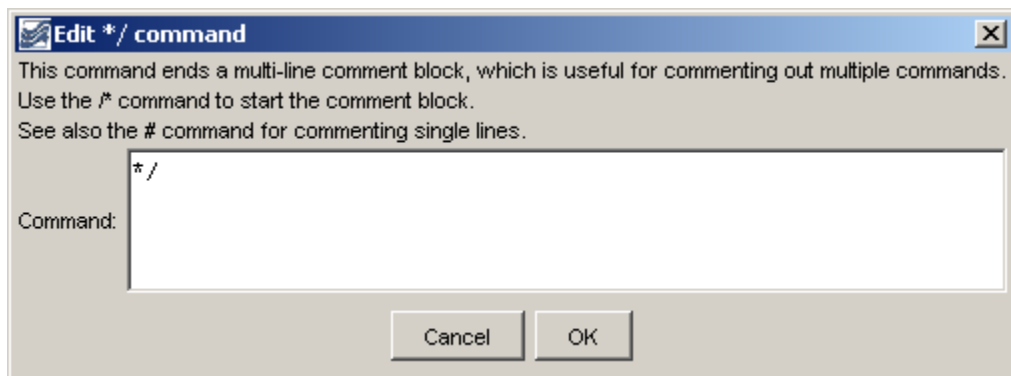 Edit */ command
This command ends a multi-line comment block, which is useful for commenting out multiple commands.
Use the /* command to start the comment block.
See also the # command for commenting single lines.
*/
Command:
Cancel OK